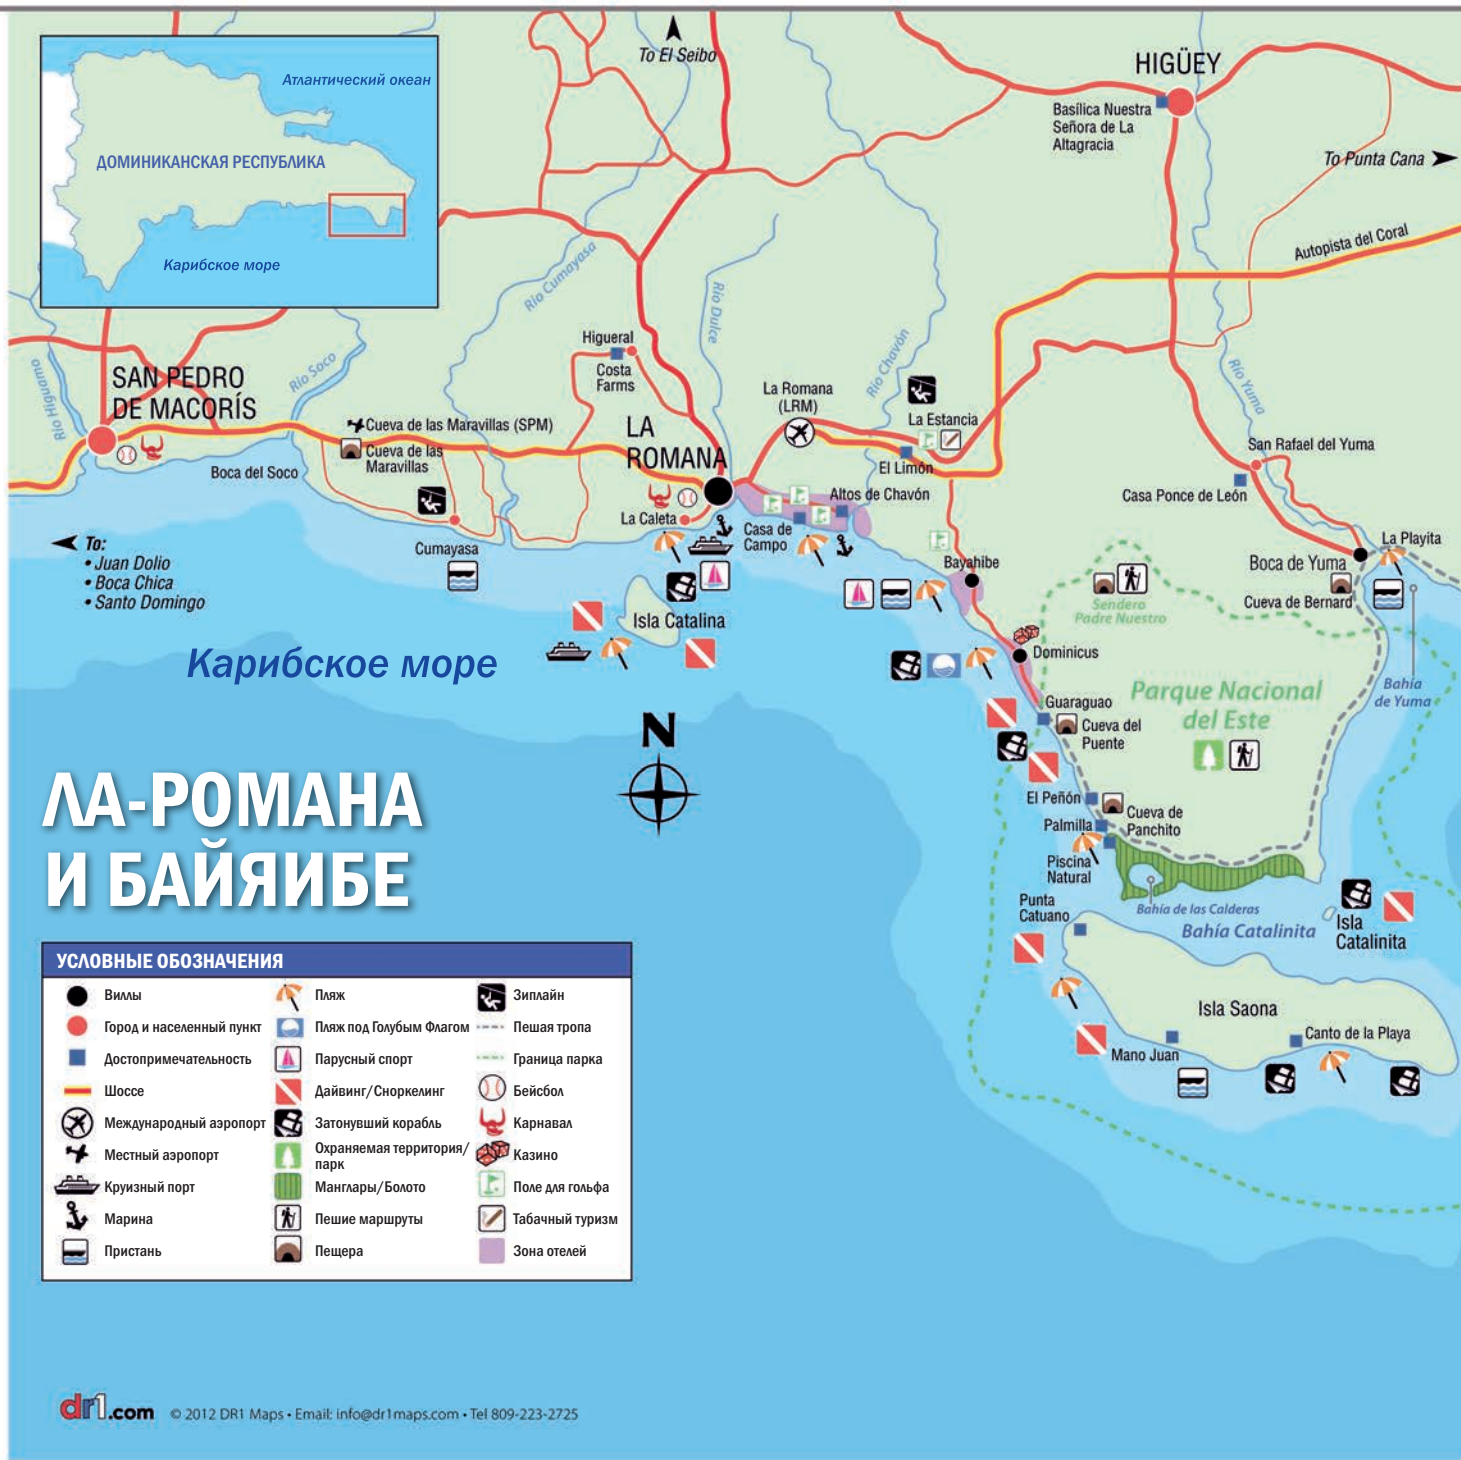 Атлантический океан
ДОМИНИКАНСКАЯ РЕСПУБЛИКА
Карибское море
To El Seibo
HIGÜEY
Basílica Nuestra
Señora de La
Altagracia
To Punta Cana
Autopista del Coral
Río Cumayasa
Río Dulce
Río Chavón
Río Yuma
Río Soco
Río Higuamo
Higueral
Costa
Farms
SAN PEDRO
DE MACORÍS
Cueva de las Maravillas (SPM)
Cueva de las
Maravillas
Boca del Soco
LA
ROMANA
La Romana
(LRM)
La Estancia
El Limón
Altos de Chavón
San Rafael del Yuma
Casa Ponce de León
La Caleta
Casa de
Campo
Cumayasa
To:
• Juan Dolio
• Boca Chica
• Santo Domingo
Bayahibe
La Playita
Boca de Yuma
Cueva de Bernard
Sendero
Padre Nuestro
Isla Catalina
Карибское море
Dominicus
Parque Nacional
del Este
Bahía
de Yuma
Guaraguao
Cueva del
Puente
N
El Peñón
Cueva de
Panchito
Palmilla
Piscina
Natural
Punta
Catuano
Bahía de las Calderas
Bahía Catalinita
Isla
Catalinita
Isla Saona
Mano Juan
Canto de la Playa
ЛА-РОМАНА
И БАЙЯИБЕ
УСЛОВНЫЕ ОБОЗНАЧЕНИЯ
Виллы
Город и населенный пункт
Достопримечательность
Шоссе
Международный аэропорт
Местный аэропорт
Круизный порт
Марина
Пристань
Пляж
Пляж под Голубым Флагом
Парусный спорт
Дайвинг/Сноркелинг
Затонувший корабль
Охраняемая территория/
парк
Манглары/Болото
Пешие маршруты
Пещера
Зиплайн
Пешая тропа
Граница парка
Бейсбол
Карнавал
Казино
Поле для гольфа
Табачный туризм
Зона отелей
dr1.com © 2012 DR1 Maps • Email: info@dr1maps.com • Tel 809-223-2725